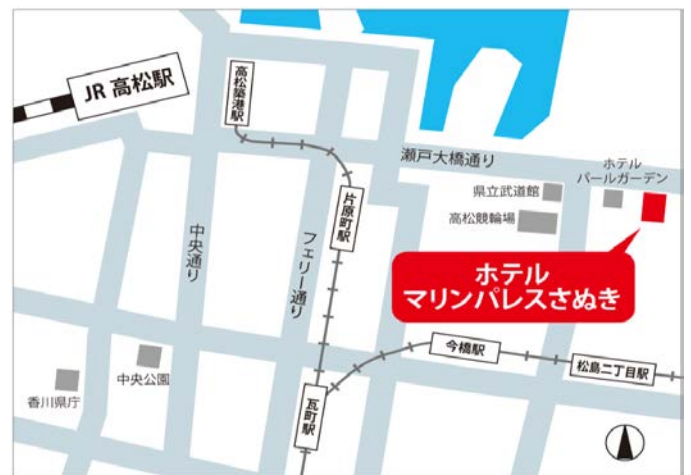 JR 高松駅
高松築港駅
瀬戸大橋通り
ホテル
パールガーデン
県立武道館
高松競輪場
片原町駅
中央通り
フェリー通り
ホテル
マリンパレスさぬき
今橋駅
松島二丁目駅
中央公園
香川県庁
瓦町駅